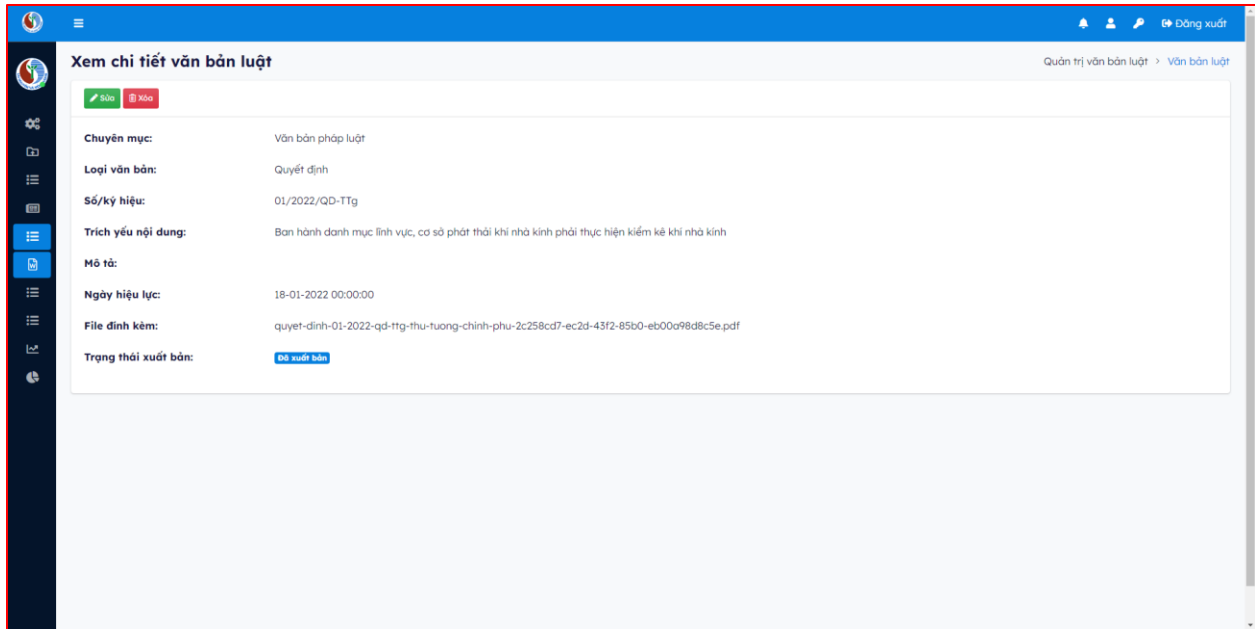 Đăng xuất
Xem chi tiết văn bản luật
Quản trị văn bản luật > Văn bản luật
Sửa Xóa
Chuyên mục: Văn bản pháp luật
Loại văn bản: Quyết định
Số/ký hiệu: 01/2022/QD-TTg
Trích yếu nội dung: Ban hành danh mục lĩnh vực, cơ sở phát thải khí nhà kính phải thực hiện kiểm kê khí nhà kính
Mô tả:
Ngày hiệu lực: 18-01-2022 00:00:00
File đính kèm: quyet-dinh-01-2022-qd-ttg-thu-tuong-chinh-phu-2c258cd7-ec2d-43f2-85b0-eb00a98d8c5e.pdf
Trạng thái xuất bản: Đã xuất bản